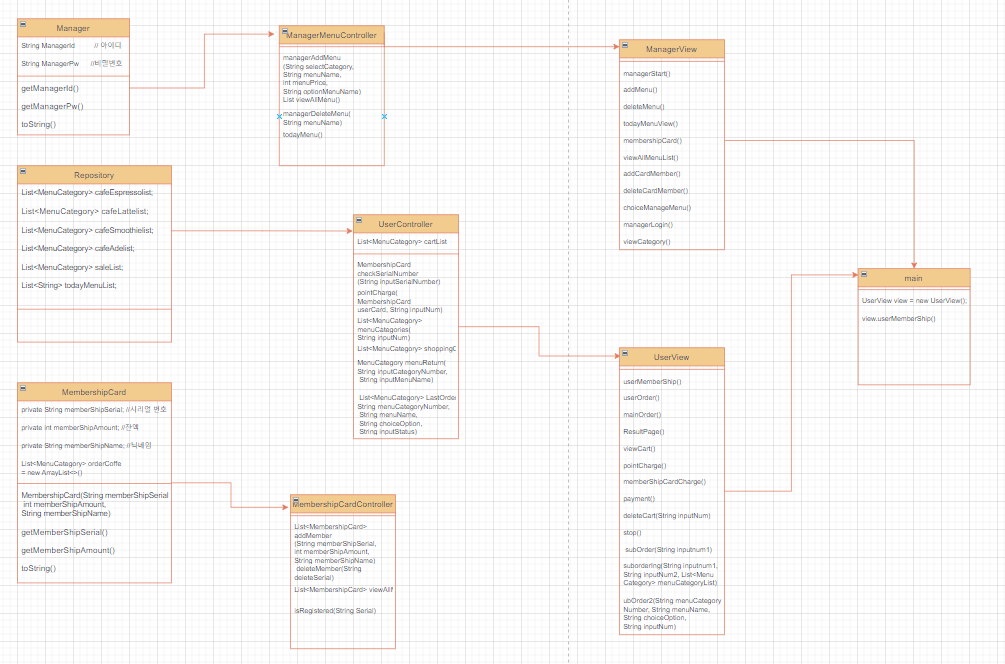 Manager
String ManagerId // 아이디
String ManagerPw //비밀번호
getManagerId()
getManagerPw()
toString()
ManagerMenuController
managerAddMenu
(String selectCategory,
String menuName,
int menuPrice,
String optionMenuName)
List viewAllMenu()
managerDeleteMenu(
String menuName)
todayMenu()
ManagerView
managerStart()
addMenu()
deleteMenu()
todayMenuView()
membershipCard()
viewAllMenuList()
addCardMember()
deleteCardMember()
choiceManageMenu()
managerLogin()
viewCategory()
Repository
List<MenuCategory> cafeEspressolist;
List<MenuCategory> cafeLattelist;
List<MenuCategory> cafeSmoothielist;
List<MenuCategory> cafeAdelist;
List<MenuCategory> saleList;
List<String> todayMenuList;
UserController
List<MenuCategory> cartList
MembershipCard
checkSerialNumber
(String inputSerialNumber)
pointCharge(
MembershipCard
userCard, String inputNum)
List<MenuCategory>
menuCategories(
String inputNum)
List<MenuCategory> shopping
MenuCategory menuReturn(
String inputCategoryNumber,
String inputMenuName)
List<MenuCategory> LastOrde
String menuCategoryNumber,
String menuName,
String choiceOption,
String inputStatus)
main
UserView view = new UserView();
view.userMemberShip()
UserView
userMemberShip()
userOrder()
mainOrder()
ResultPage()
viewCart()
pointCharge()
memberShipCardCharge()
payment()
deleteCart(String inputNum)
stop()
subOrder(String inputnum1)
subordering(String inputnum1,
String inputNum2, List<Menu
Category> menuCategoryList)
ubOrder2(String menuCategory
Number, String menuName,
String choiceOption,
String inputNum)
MembershipCard
private String memberShipSerial; //시리얼 번호
private int memberShipAmount; //잔액
private String memberShipName; //닉네임
List<MenuCategory> orderCoffe
= new ArrayList<>()
MembershipCard(String memberShipSerial
int memberShipAmount,
String memberShipName)
getMemberShipSerial()
getMemberShipAmount()
toString()
MembershipCardController
List<MembershipCard>
addMember
(String memberShipSerial,
int memberShipAmount,
String memberShipName)
deleteMember(String
deleteSerial)
List<MembershipCard> viewAll
isRegistered(String Serial)